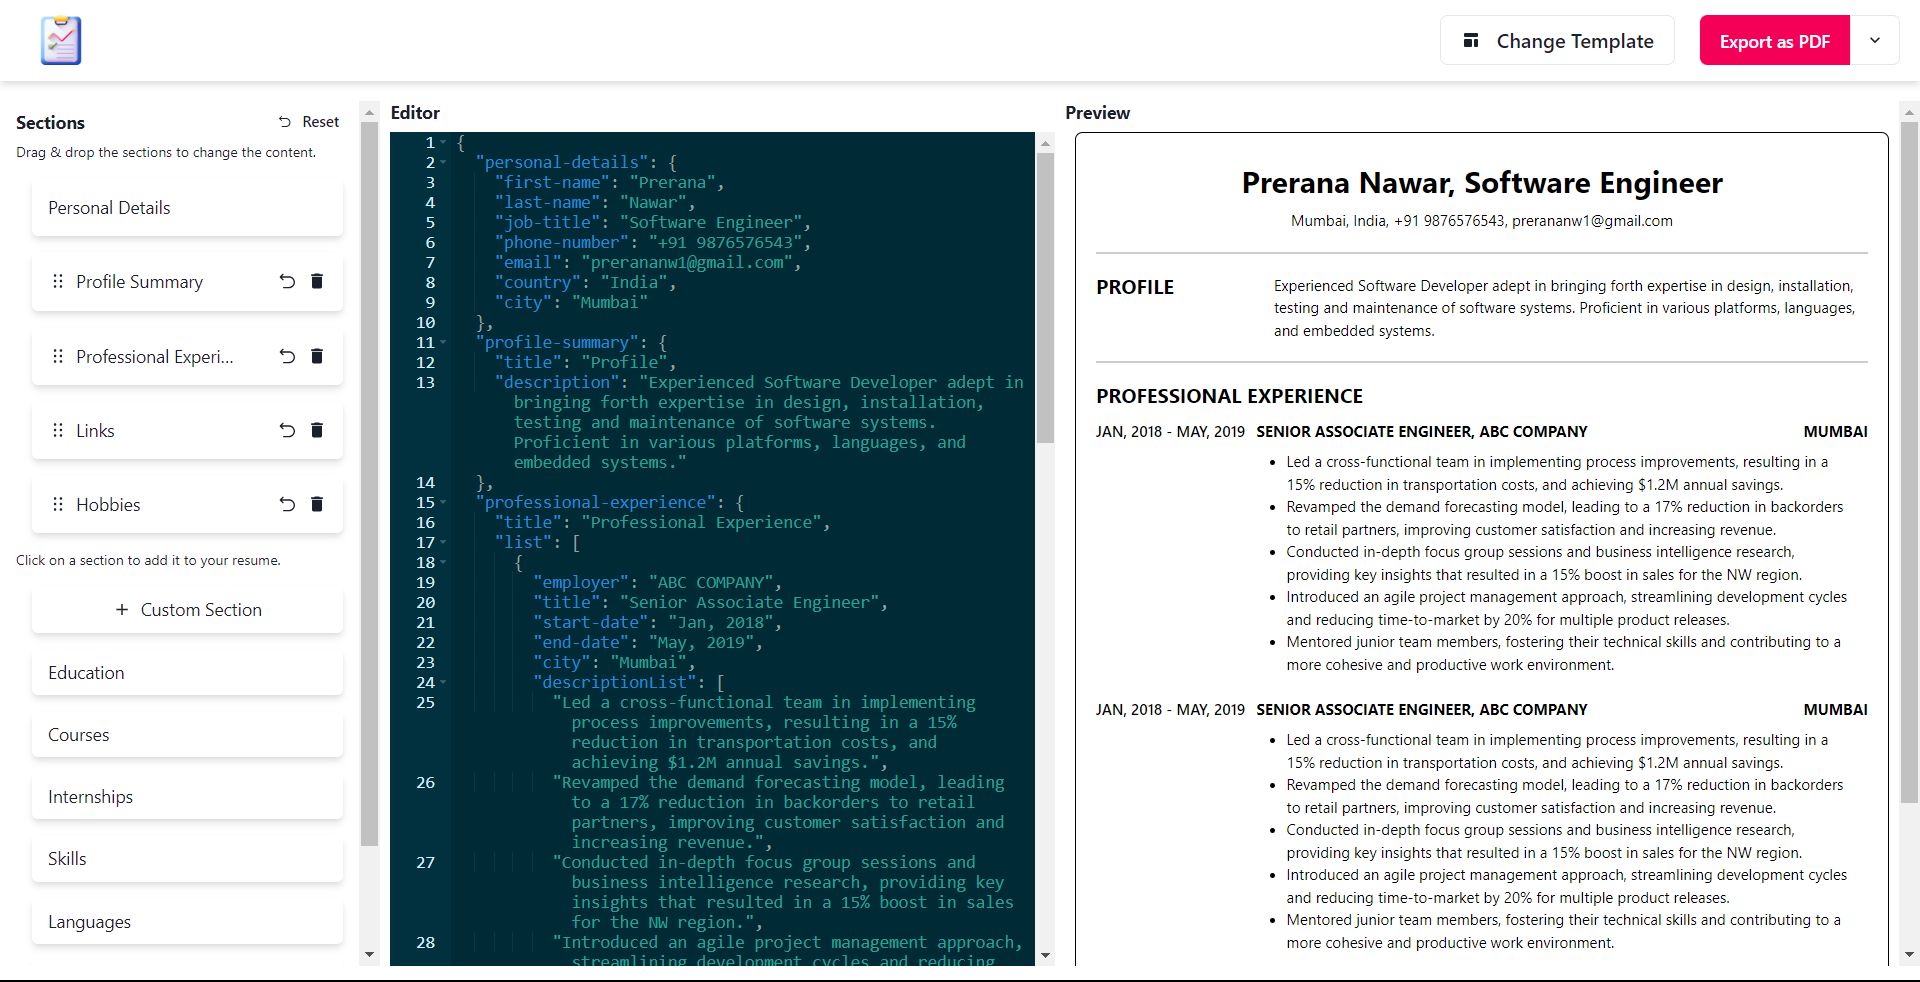 Change Template
Export as PDF
Sections
Reset
Drag & drop the sections to change the content.
Personal Details
Profile Summary
Professional Experi...
Links
Hobbies
Click on a section to add it to your resume.
+ Custom Section
Education
Courses
Internships
Skills
Languages
Editor
1 {
2 "personal-details": {
3 "first-name": "Prerana",
4 "last-name": "Nawar",
5 "job-title": "Software Engineer",
6 "phone-number": "+91 9876576543",
7 "email": "prerananw1@gmail.com",
8 "country": "India",
9 "city": "Mumbai"
10 },
11 "profile-summary": {
12 "title": "Profile",
13 "description": "Experienced Software Developer adept in
bringing forth expertise in design, installation,
testing and maintenance of software systems.
Proficient in various platforms, languages, and
embedded systems."
14 },
15 "professional-experience": {
16 "title": "Professional Experience",
17 "list": [
18 {
19 "employer": "ABC COMPANY",
20 "title": "Senior Associate Engineer",
21 "start-date": "Jan, 2018",
22 "end-date": "May, 2019",
23 "city": "Mumbai",
24 "descriptionList": [
25 "Led a cross-functional team in implementing
process improvements, resulting in a 15%
reduction in transportation costs, and
achieving $1.2M annual savings.",
26 "Revamped the demand forecasting model, leading
to a 17% reduction in backorders to retail
partners, improving customer satisfaction and
increasing revenue.",
27 "Conducted in-depth focus group sessions and
business intelligence research, providing key
insights that resulted in a 15% boost in sales
for the NW region.",
28 "Introduced an agile project management approach,
streamlining development cycles and reducing
Preview
Prerana Nawar, Software Engineer
Mumbai, India, +91 9876576543, prerananw1@gmail.com
PROFILE
Experienced Software Developer adept in bringing forth expertise in design, installation,
testing and maintenance of software systems. Proficient in various platforms, languages,
and embedded systems.
PROFESSIONAL EXPERIENCE
JAN, 2018 - MAY, 2019 SENIOR ASSOCIATE ENGINEER, ABC COMPANY MUMBAI
• Led a cross-functional team in implementing process improvements, resulting in a
15% reduction in transportation costs, and achieving $1.2M annual savings.
• Revamped the demand forecasting model, leading to a 17% reduction in backorders
to retail partners, improving customer satisfaction and increasing revenue.
• Conducted in-depth focus group sessions and business intelligence research,
providing key insights that resulted in a 15% boost in sales for the NW region.
• Introduced an agile project management approach, streamlining development cycles
and reducing time-to-market by 20% for multiple product releases.
• Mentored junior team members, fostering their technical skills and contributing to a
more cohesive and productive work environment.
JAN, 2018 - MAY, 2019 SENIOR ASSOCIATE ENGINEER, ABC COMPANY MUMBAI
• Led a cross-functional team in implementing process improvements, resulting in a
15% reduction in transportation costs, and achieving $1.2M annual savings.
• Revamped the demand forecasting model, leading to a 17% reduction in backorders
to retail partners, improving customer satisfaction and increasing revenue.
• Conducted in-depth focus group sessions and business intelligence research,
providing key insights that resulted in a 15% boost in sales for the NW region.
• Introduced an agile project management approach, streamlining development cycles
and reducing time-to-market by 20% for multiple product releases.
• Mentored junior team members, fostering their technical skills and contributing to a
more cohesive and productive work environment.